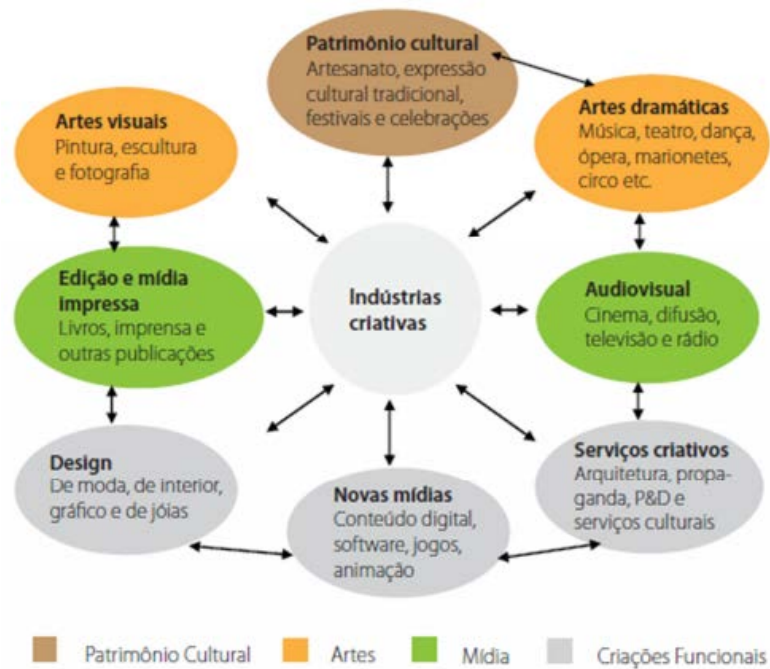 Patrimônio cultural
Artesanato, expressão
cultural tradicional,
festivais e celebrações
Artes visuais
Pintura, escultura
e fotografia
Artes dramáticas
Música, teatro, dança,
ópera, marionetes,
circo etc.
Edição e mídia
impressa
Livros, imprensa e
outras publicações
Indústrias
criativas
Audiovisual
Cinema, difusão,
televisão e rádio
Design
De moda, de interior,
gráfico e de jóias
Novas mídias
Conteúdo digital,
software, jogos,
animação
Serviços criativos
Arquitetura, propa-
ganda, P&D e
serviços culturais
Patrimônio Cultural
Artes
Mídia
Criações Funcionais